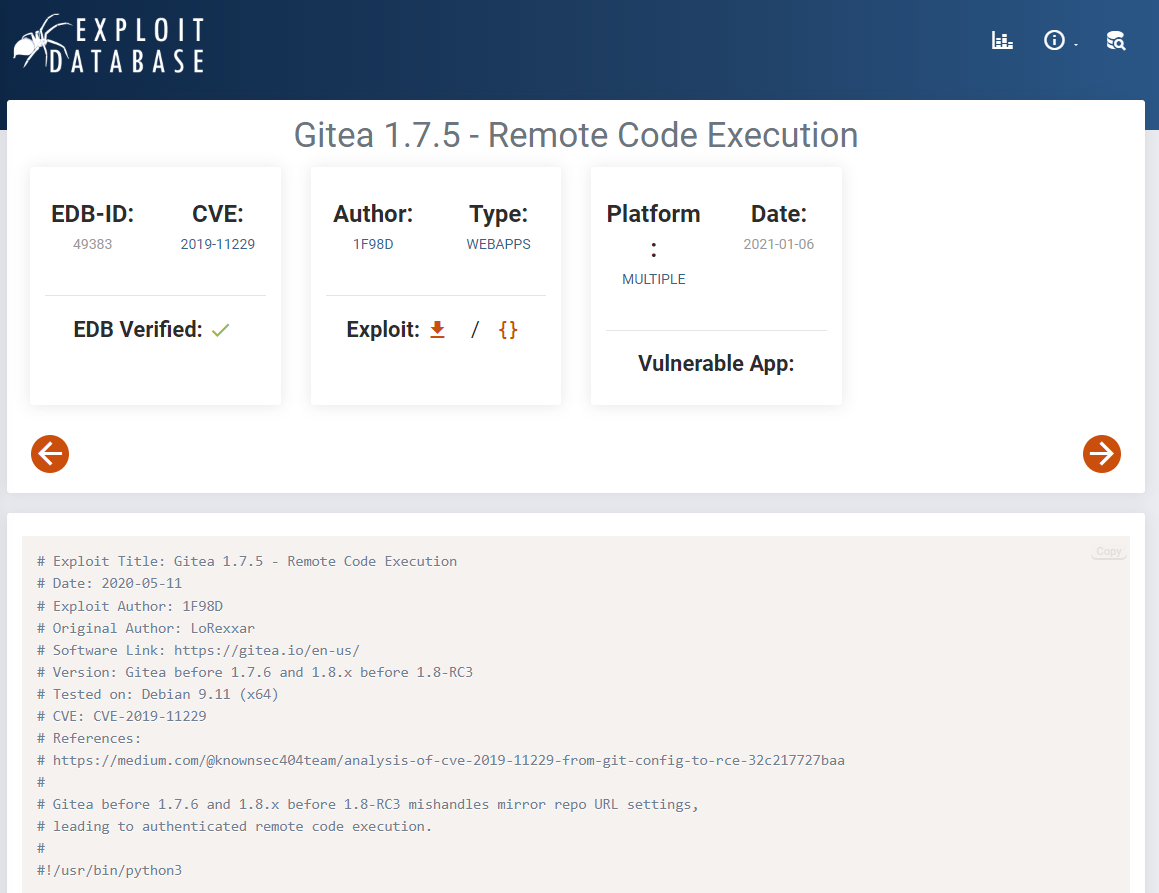 EXPLOIT
DATABASE
Gitea 1.7.5 - Remote Code Execution
EDB-ID:
49383
CVE:
2019-11229
EDB Verified:
Author:
1F98D
Type:
WEBAPPS
Exploit: / {}
Platform
:
MULTIPLE
Date:
2021-01-06
Vulnerable App:
Copy
# Exploit Title: Gitea 1.7.5 - Remote Code Execution
# Date: 2020-05-11
# Exploit Author: 1F98D
# Original Author: LoRexxar
# Software Link: https://gitea.io/en-us/
# Version: Gitea before 1.7.6 and 1.8.x before 1.8-RC3
# Tested on: Debian 9.11 (x64)
# CVE: CVE-2019-11229
# References:
# https://medium.com/@knownsec404team/analysis-of-cve-2019-11229-from-git-config-to-rce-32c217727baa
#
# Gitea before 1.7.6 and 1.8.x before 1.8-RC3 mishandles mirror repo URL settings,
# leading to authenticated remote code execution.
#
#!/usr/bin/python3